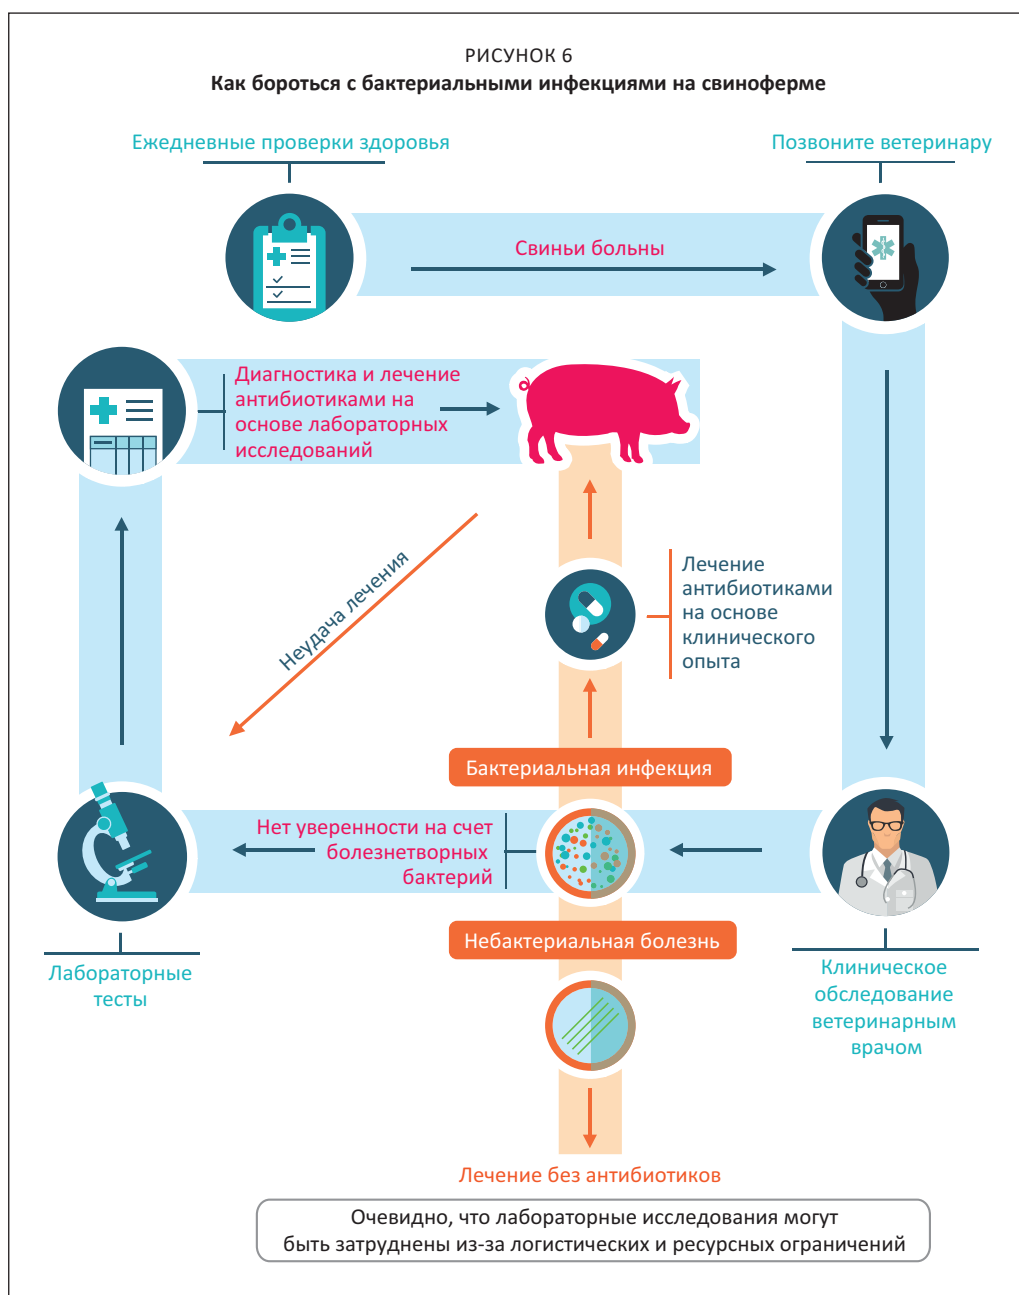 РИСУНОК 6
Как бороться с бактериальными инфекциями на свиноферме
Ежедневные проверки здоровья
Позвоните ветеринару
Свиньи больны
Диагностика и лечение
антибиотиками на
основе лабораторных
исследований
Неудача лечения
Лечение
антибиотиками
на основе
клинического
опыта
Бактериальная инфекция
Нет уверенности на счет
болезнетворных
бактерий
Небактериальная болезнь
Лабораторные
тесты
Клиническое
обследование
ветеринарным
врачом
Лечение без антибиотиков
Очевидно, что лабораторные исследования могут
быть затруднены из-за логистических и ресурсных ограничений